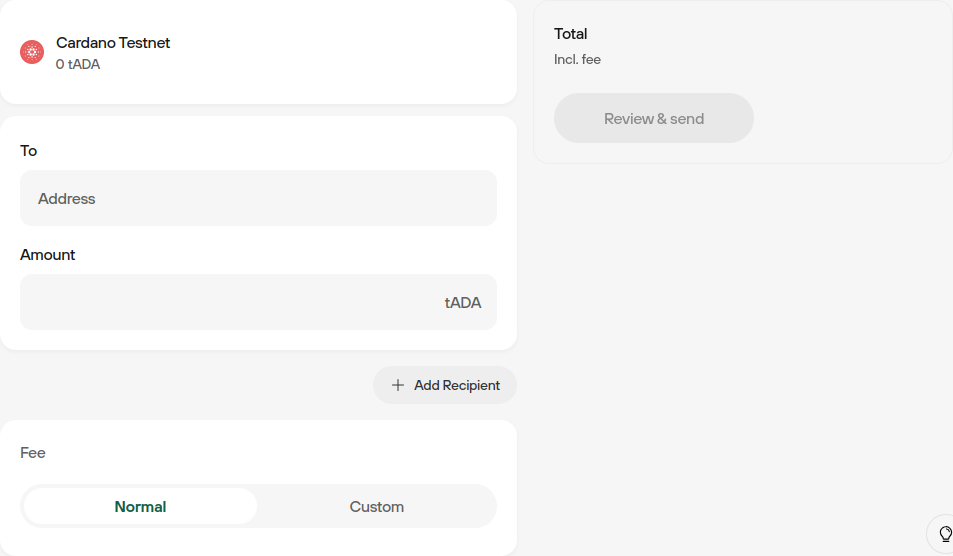 Cardano Testnet
0 tADA
To
Address
Amount
tADA
Add Recipient
Fee
Normal
Custom
Total
Incl. fee
Review & send